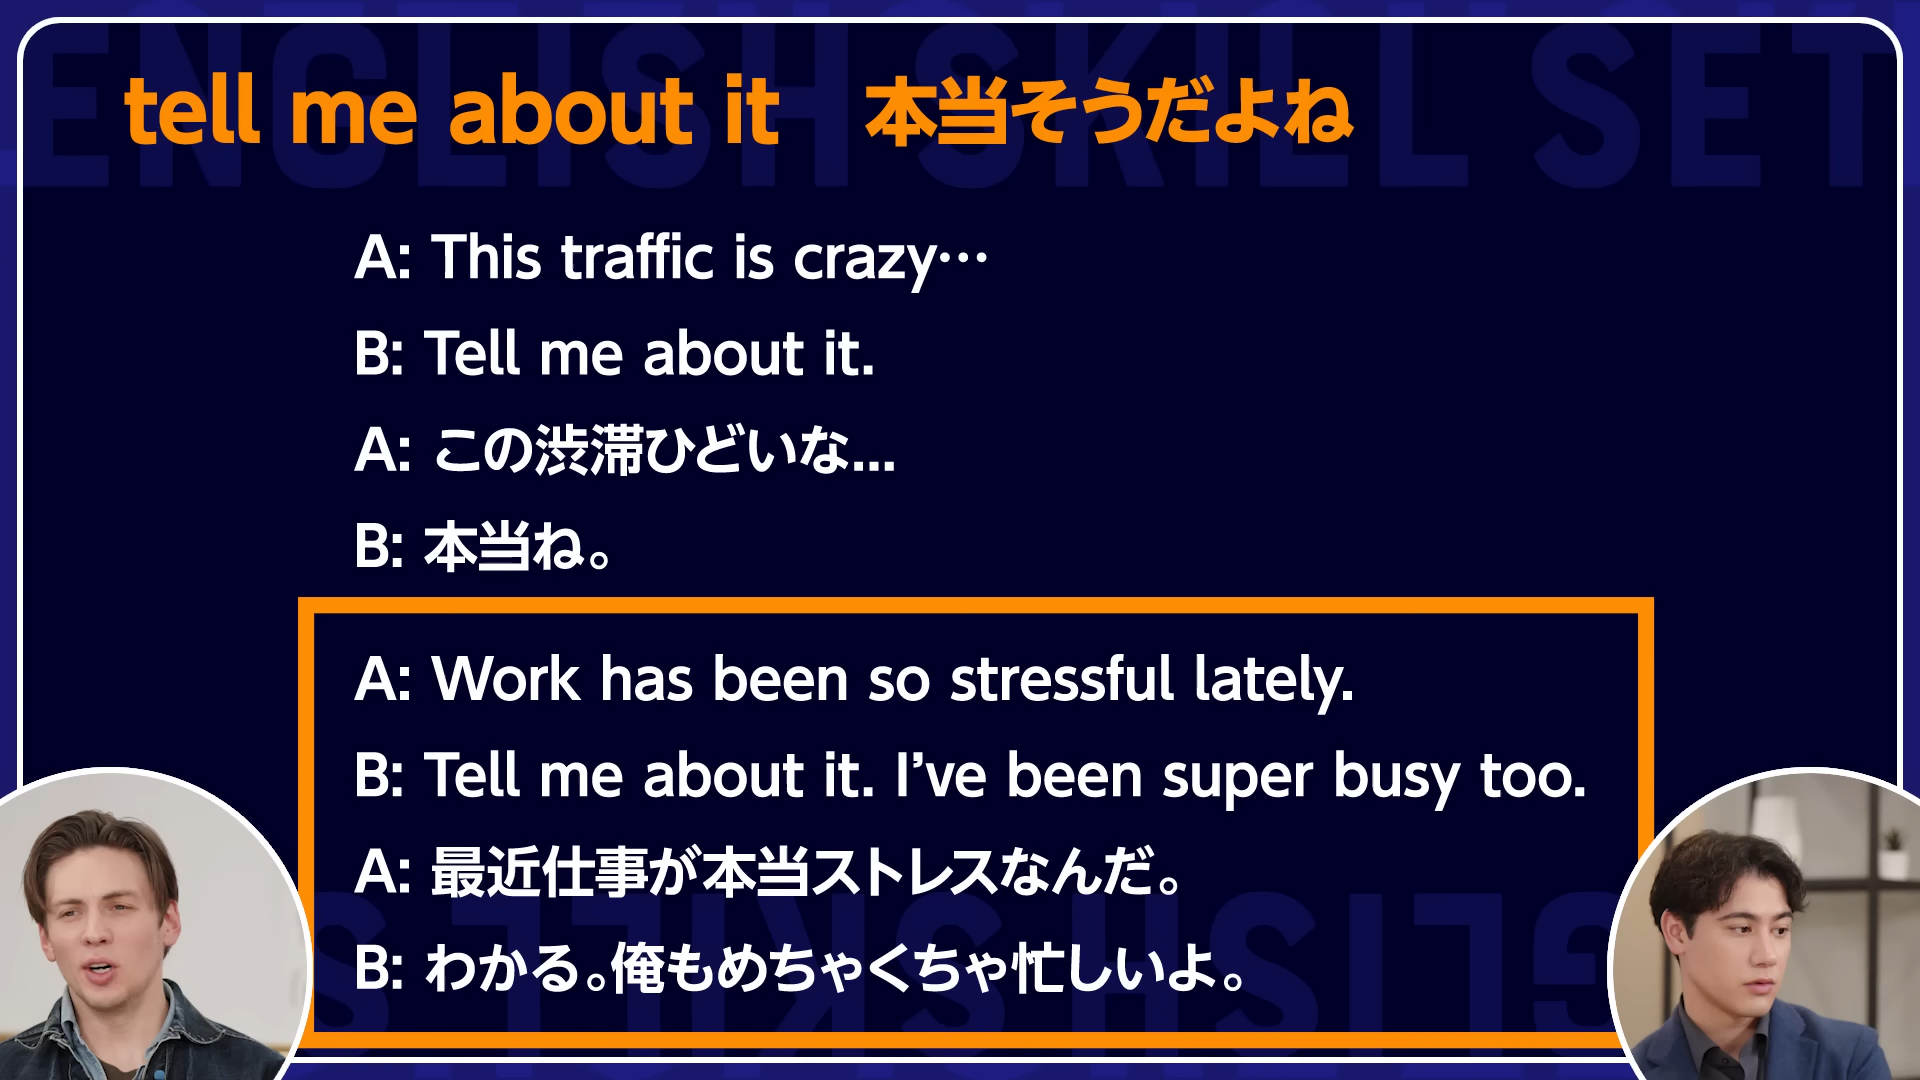 ENGLISH SKILL SET
tell me about it 本当そうだよね
A: This traffic is crazy…
B: Tell me about it.
A: この渋滞ひどいな...
B: 本当ね。
A: Work has been so stressful lately.
B: Tell me about it. I’ve been super busy too.
A: 最近仕事が本当ストレスなんだ。
B: わかる。俺もめちゃくちゃ忙しいよ。